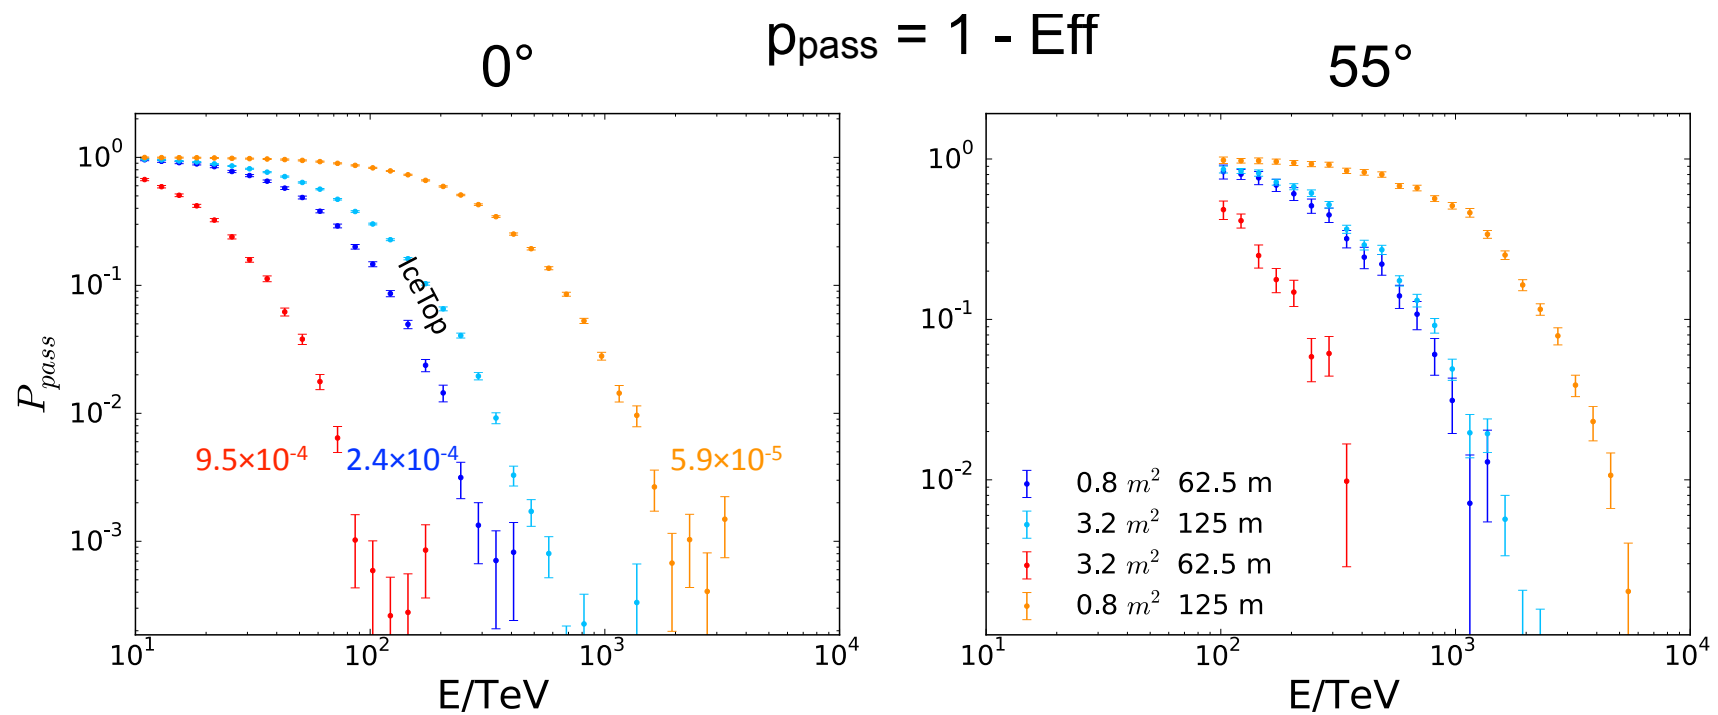 p_pass = 1 - Eff
0°
55°
10^0
10^-1
10^-2
10^-3
P_pass
IceTop
9.5×10^-4
2.4×10^-4
5.9×10^-5
10^1
10^2
10^3
10^4
E/TeV
10^0
10^-1
10^-2
0.8 m^2 62.5 m
3.2 m^2 125 m
3.2 m^2 62.5 m
0.8 m^2 125 m
10^1
10^2
10^3
10^4
E/TeV